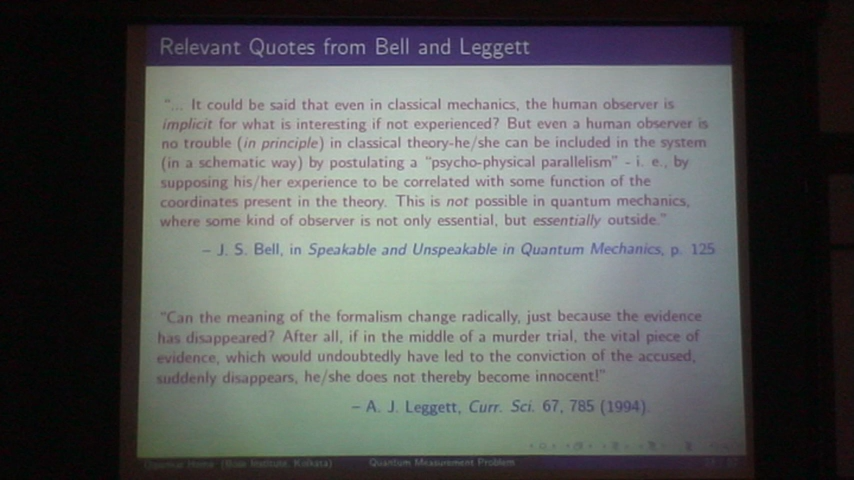 Relevant Quotes from Bell and Leggett
"... It could be said that even in classical mechanics, the human observer is
implicit for what is interesting if not experienced? But even a human observer is
no trouble (in principle) in classical theory-he/she can be included in the system
(in a schematic way) by postulating a "psycho-physical parallelism" - i. e., by
supposing his/her experience to be correlated with some function of the
coordinates present in the theory. This is not possible in quantum mechanics,
where some kind of observer is not only essential, but essentially outside."
– J. S. Bell, in Speakable and Unspeakable in Quantum Mechanics, p. 125
"Can the meaning of the formalism change radically, just because the evidence
has disappeared? After all, if in the middle of a murder trial, the vital piece of
evidence, which would undoubtedly have led to the conviction of the accused,
suddenly disappears, he/she does not thereby become innocent!"
– A. J. Leggett, Curr. Sci. 67, 785 (1994).
Home (Bose Institute, Kolkata) Quantum Measurement Problem